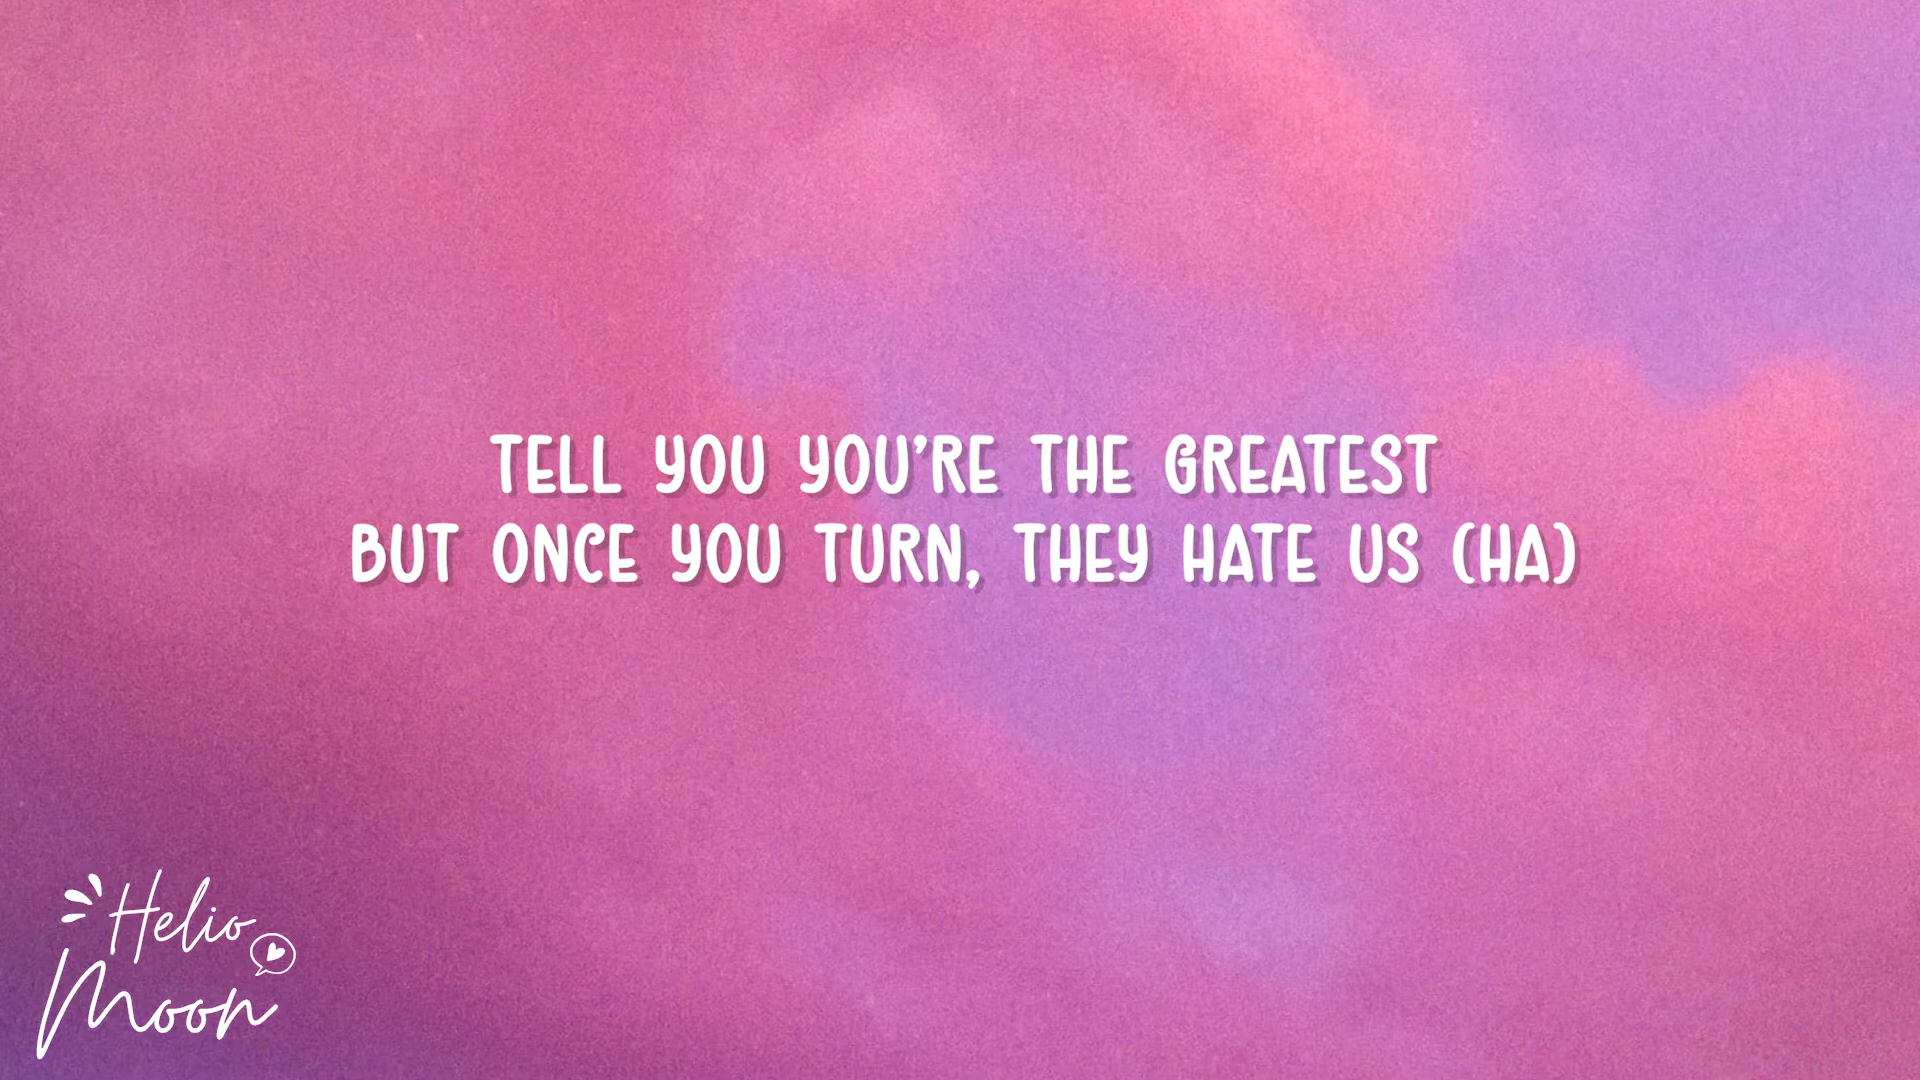 TELL YOU YOU'RE THE GREATEST
BUT ONCE YOU TURN, THEY HATE US (HA)
Helio
Moon